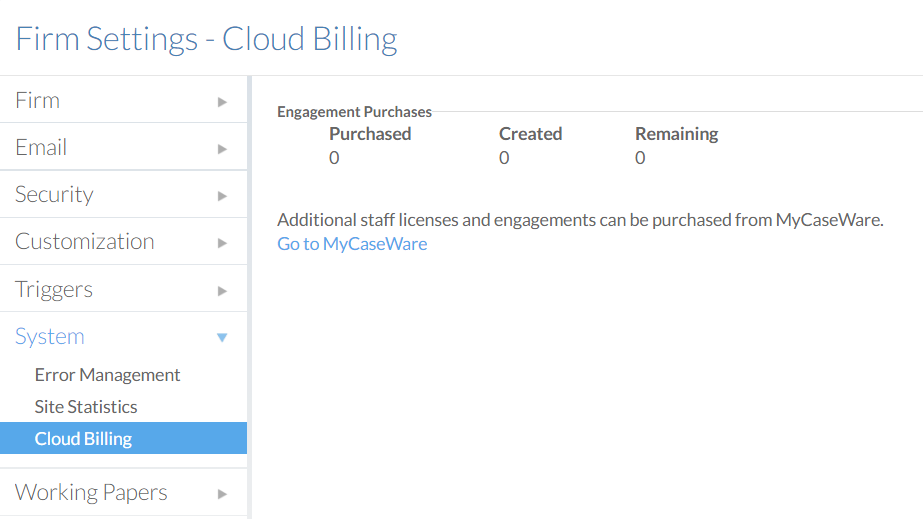 Firm Settings - Cloud Billing
Firm
Email
Security
Customization
Triggers
System
Error Management
Site Statistics
Cloud Billing
Working Papers
Engagement Purchases
Purchased Created Remaining
0 0 0
Additional staff licenses and engagements can be purchased from MyCaseWare.
Go to MyCaseWare